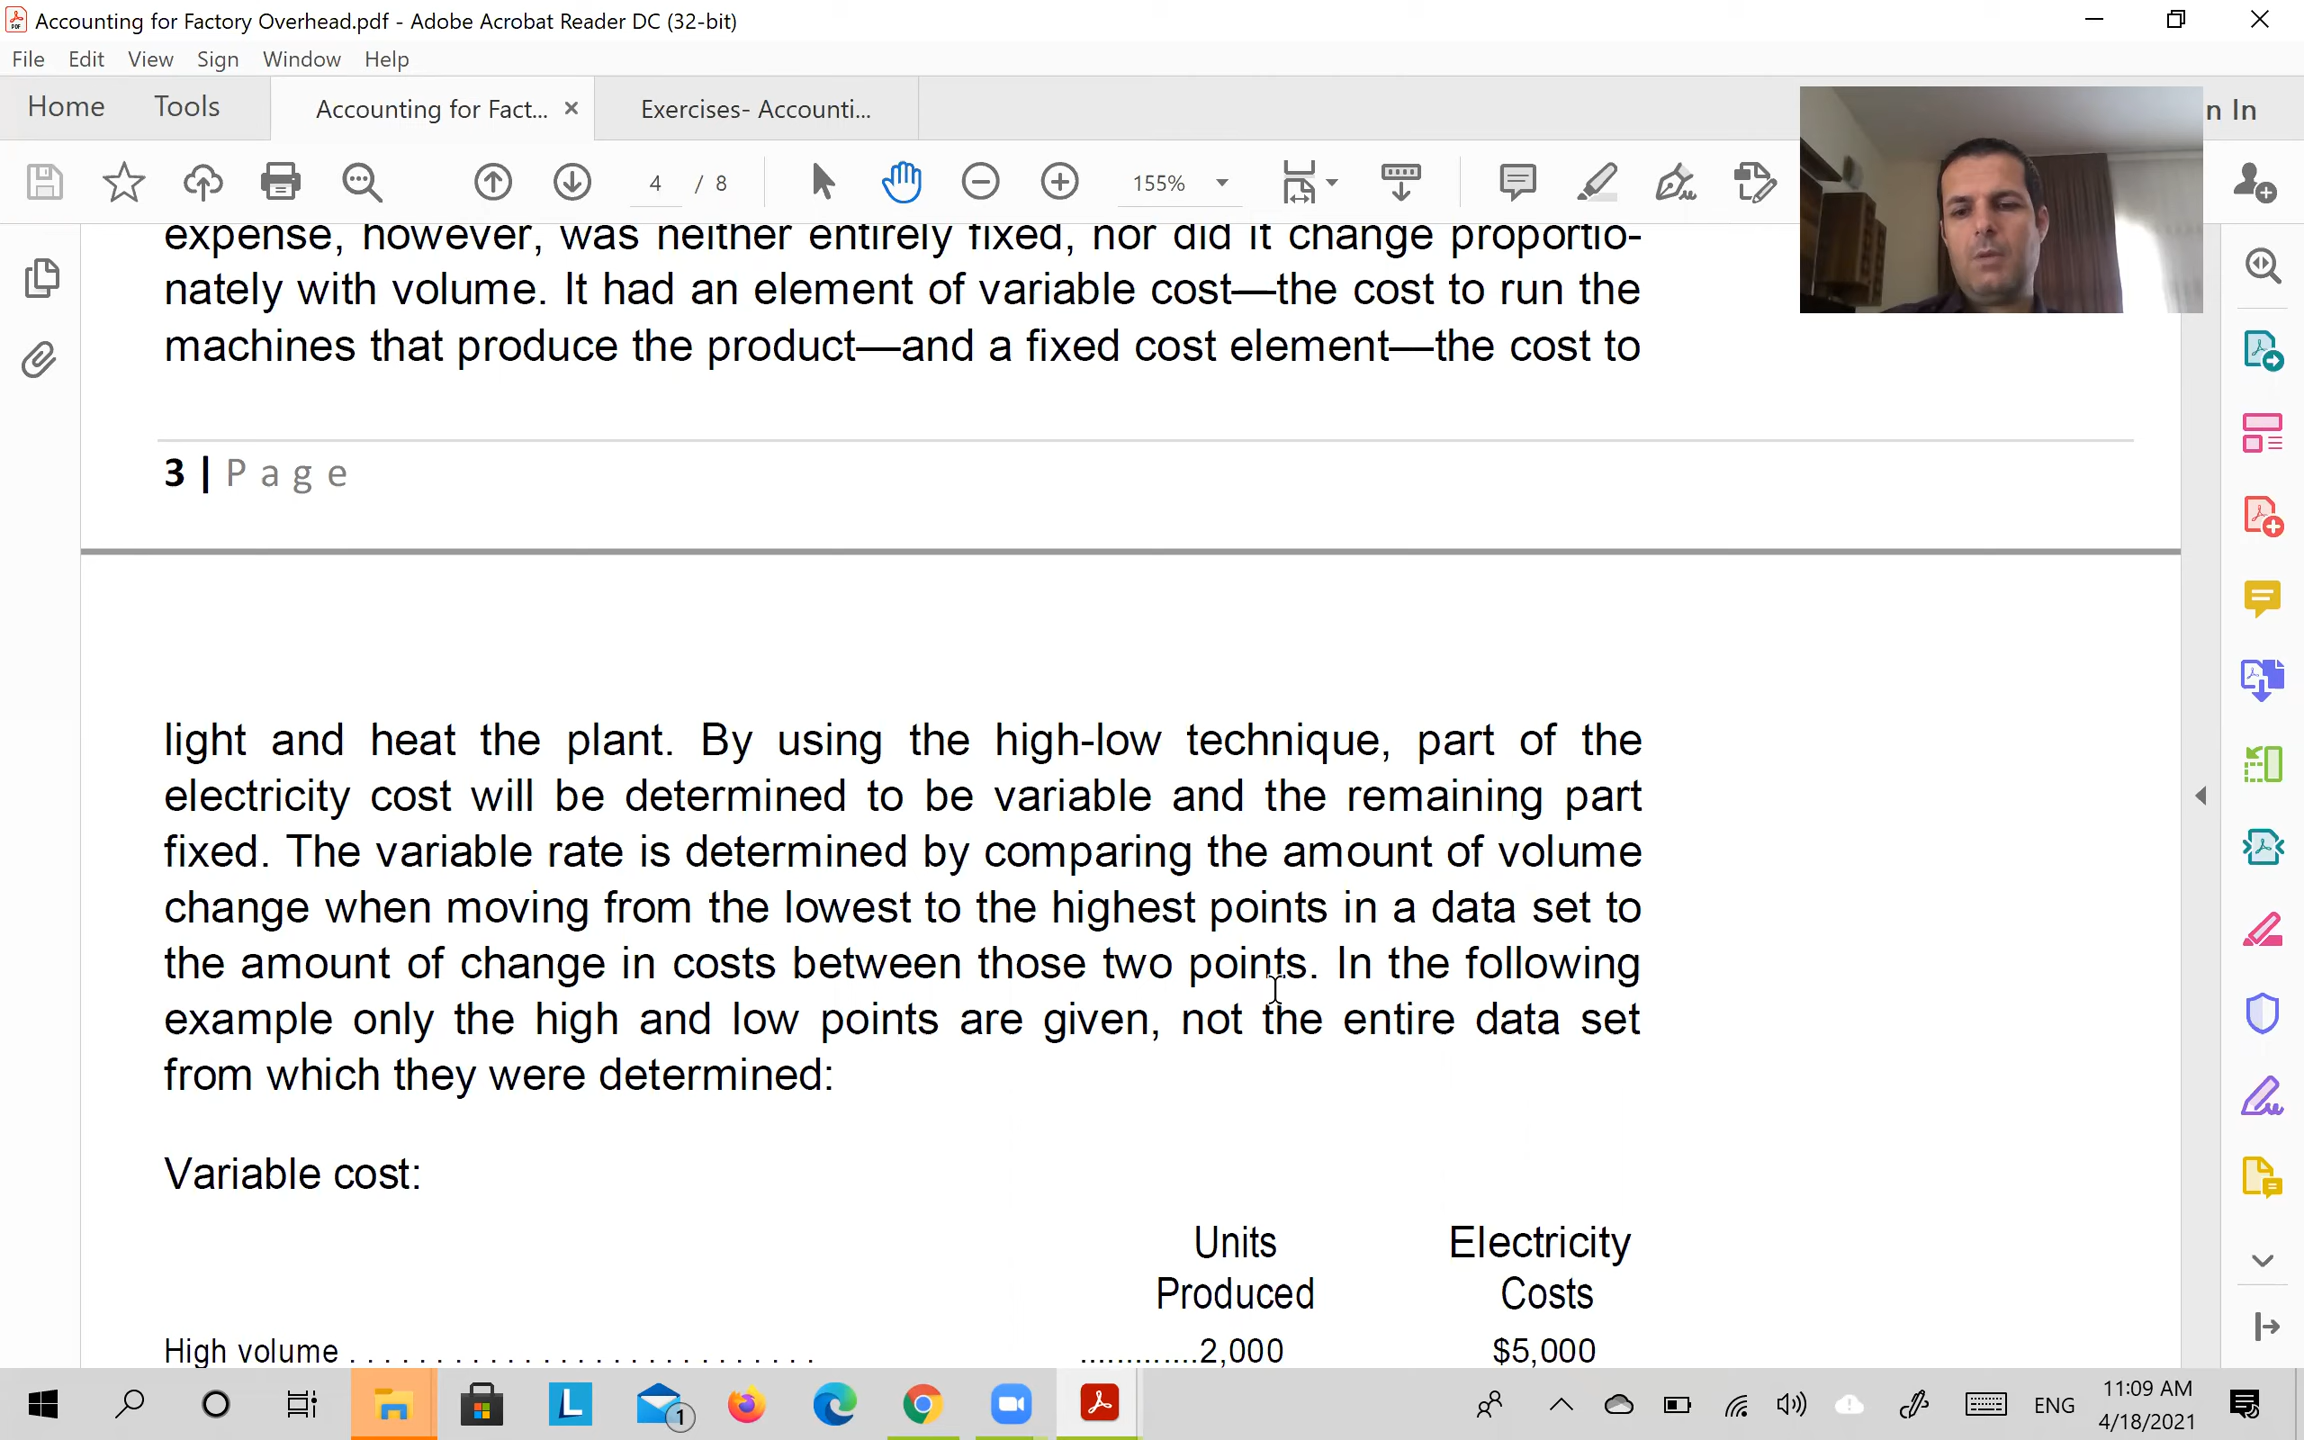 Accounting for Factory Overhead.pdf - Adobe Acrobat Reader DC (32-bit)
File Edit View Sign Window Help
Home Tools Accounting for Fact... × Exercises- Accounti... n In
4 / 8 155%
expense, however, was neither entirely fixed, nor did it change proportio-
nately with volume. It had an element of variable cost—the cost to run the
machines that produce the product—and a fixed cost element—the cost to
3 | P a g e
light and heat the plant. By using the high-low technique, part of the
electricity cost will be determined to be variable and the remaining part
fixed. The variable rate is determined by comparing the amount of volume
change when moving from the lowest to the highest points in a data set to
the amount of change in costs between those two points. In the following
example only the high and low points are given, not the entire data set
from which they were determined:
Variable cost:
Units Electricity
Produced Costs
High volume . . . . . . . . . . . . . . . . . . . . . . . . . . . .............2,000 $5,000
1
ENG
11:09 AM
4/18/2021